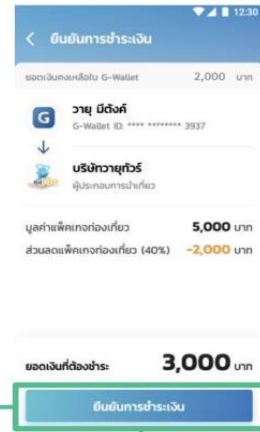 12:30
ยืนยันการชำระเงิน
ยอดเงินคงเหลือใน G-Wallet 2,000 บาท
G
วายุ มีตังค์
G-Wallet ID: **** ******** 3937
บริษัทวายุทัวร์
ผู้ประกอบการนำเที่ยว
มูลค่าแพ็คเกจท่องเที่ยว 5,000 บาท
ส่วนลดแพ็คเกจท่องเที่ยว (40%) -2,000 บาท
ยอดเงินที่ต้องชำระ 3,000 บาท
ยืนยันการชำระเงิน